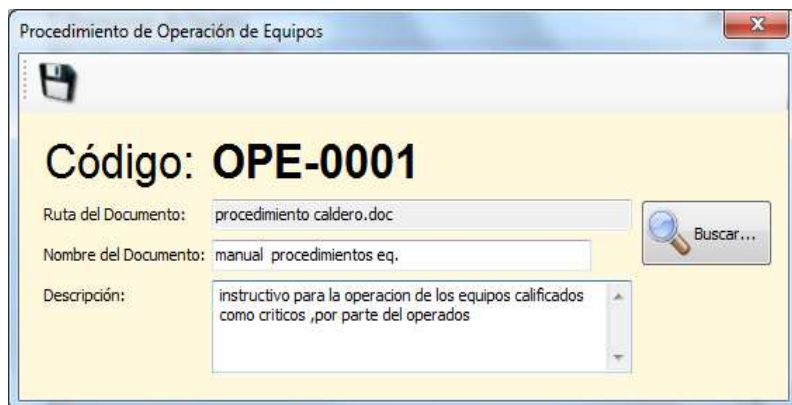 Procedimiento de Operación de Equipos
Código: OPE-0001
Ruta del Documento: procedimiento caldero.doc
Buscar...
Nombre del Documento: manual procedimientos eq.
Descripción: instructivo para la operacion de los equipos calificados
como criticos ,por parte del operados